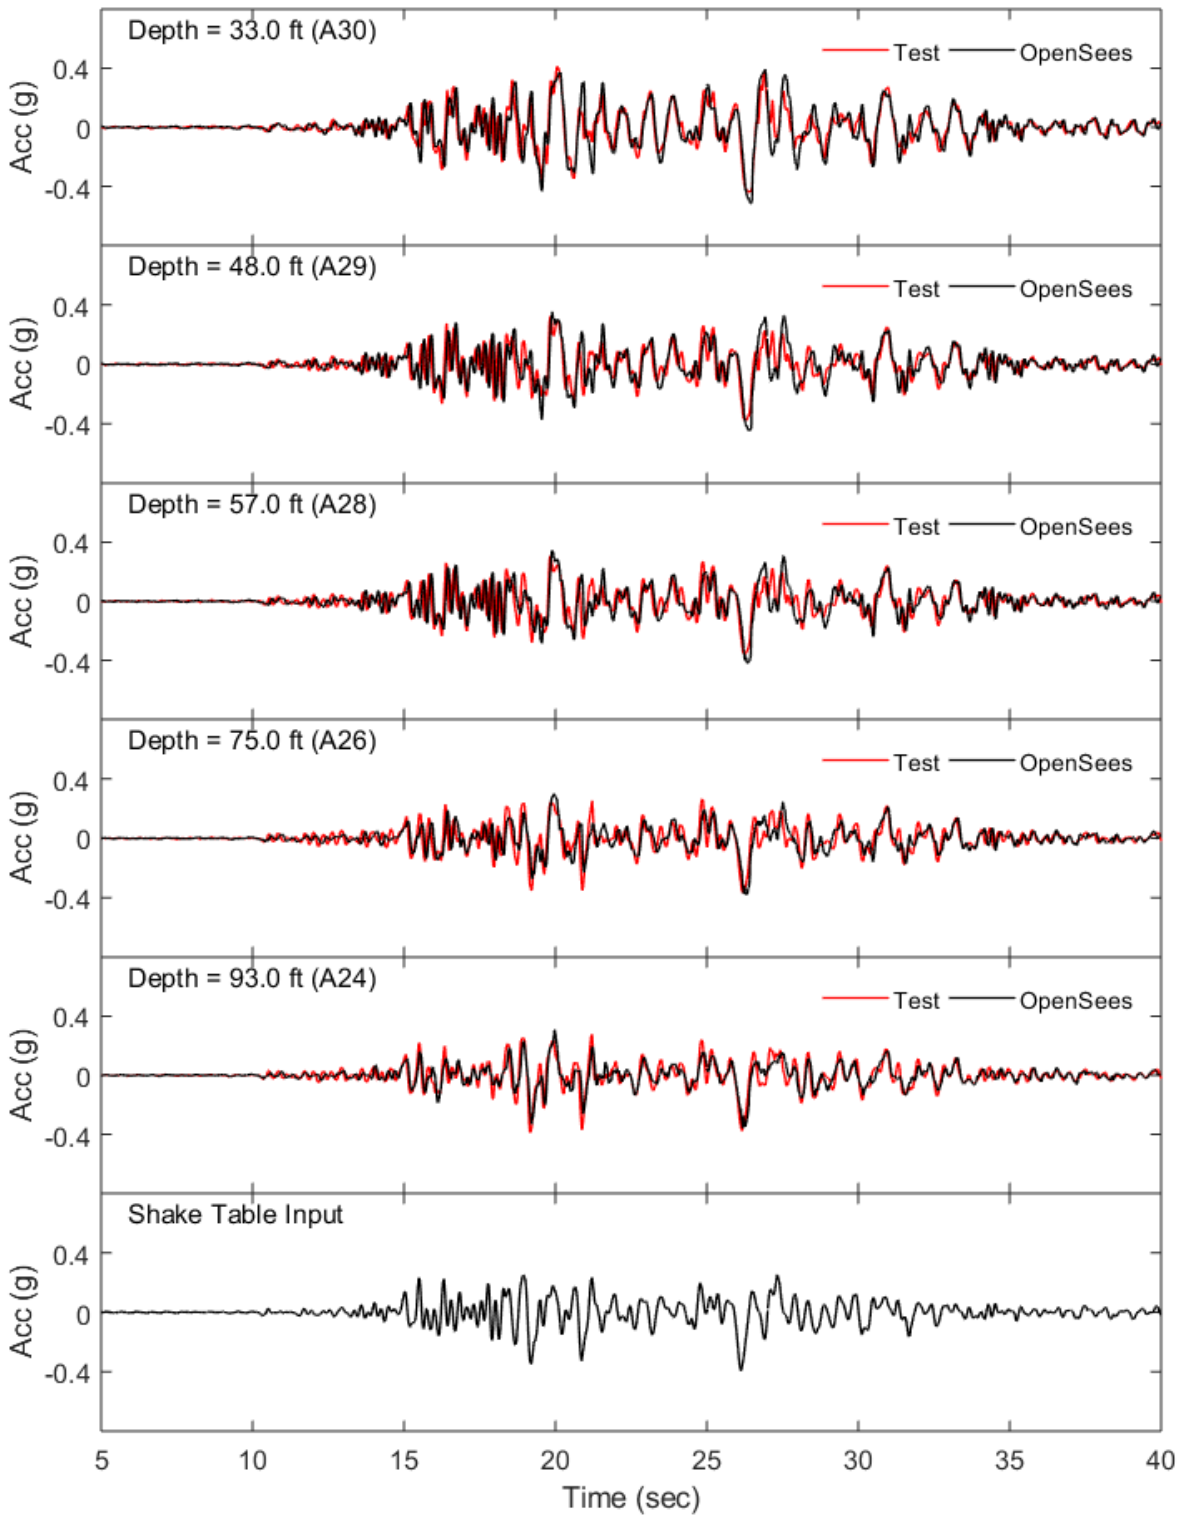 Depth = 33.0 ft (A30)
Test OpenSees
0.4
0
-0.4
Acc (g)
Depth = 48.0 ft (A29)
Test OpenSees
0.4
0
-0.4
Acc (g)
Depth = 57.0 ft (A28)
Test OpenSees
0.4
0
-0.4
Acc (g)
Depth = 75.0 ft (A26)
Test OpenSees
0.4
0
-0.4
Acc (g)
Depth = 93.0 ft (A24)
Test OpenSees
0.4
0
-0.4
Acc (g)
Shake Table Input
0.4
0
-0.4
Acc (g)
5 10 15 20 25 30 35 40
Time (sec)